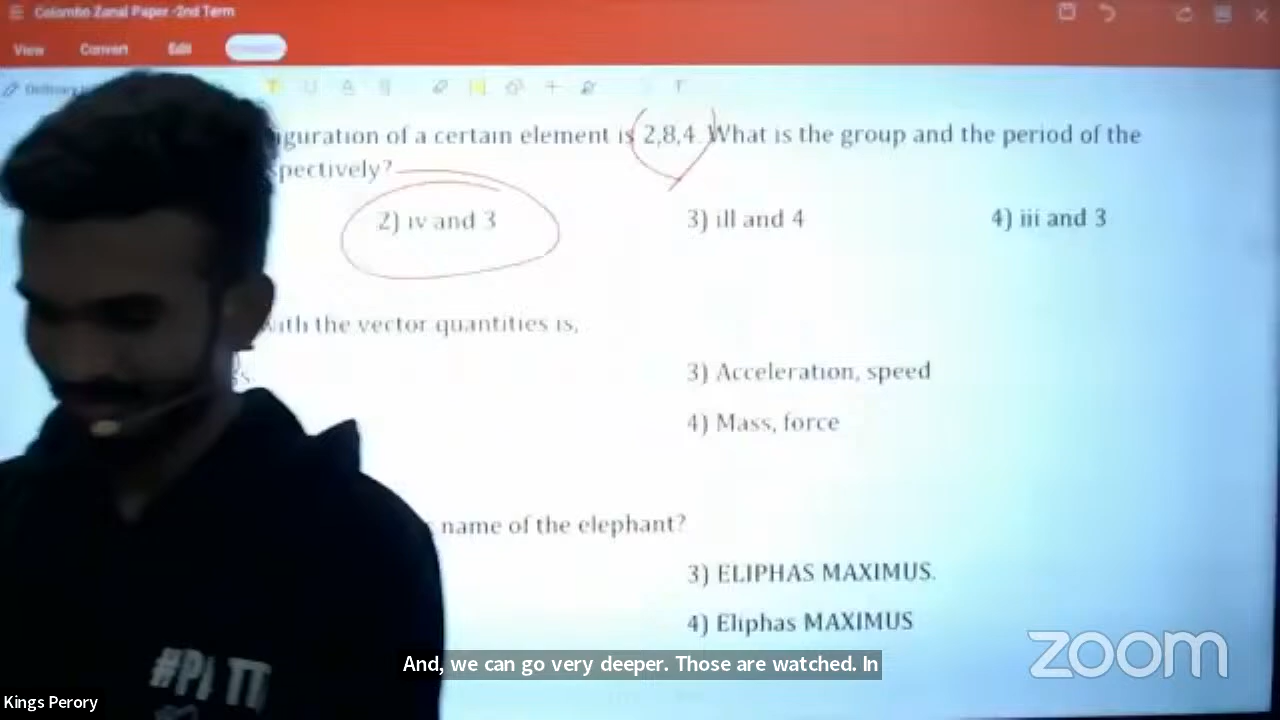 Colombo Zonal Paper -2nd Term
View Convert Edit
iguration of a certain element is 2,8,4. What is the group and the period of the
spectively?
2) iv and 3 3) ill and 4 4) iii and 3
with the vector quantities is,
3) Acceleration, speed
4) Mass, force
name of the elephant?
3) ELIPHAS MAXIMUS.
4) Eliphas MAXIMUS
zoom
And, we can go very deeper. Those are watched. In
Kings Perory